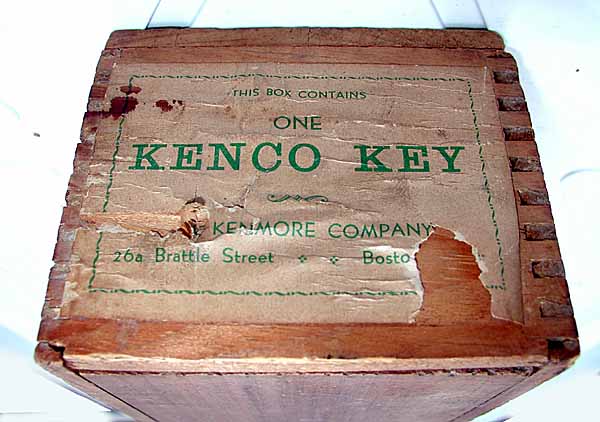 THIS BOX CONTAINS
ONE
KENCO KEY
KENMORE COMPANY
26a Brattle Street Bosto